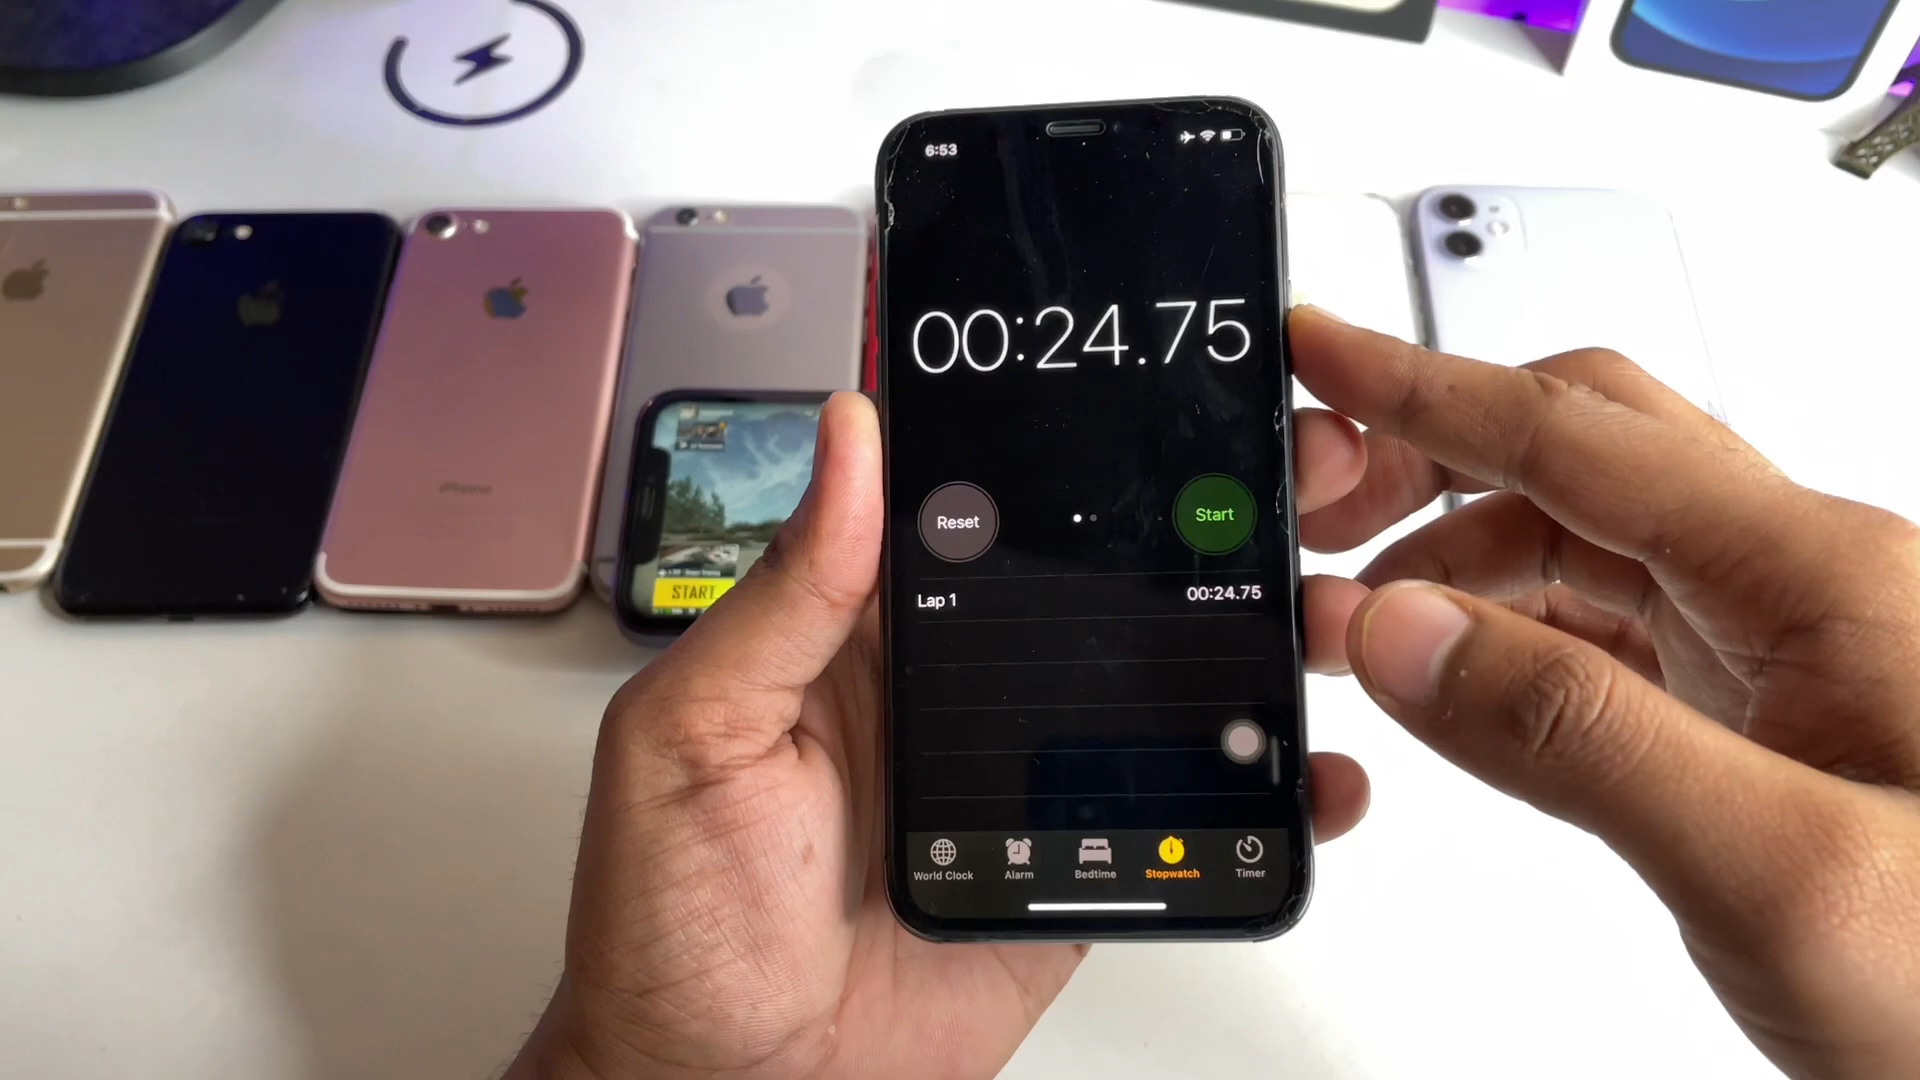 6:53
00:24.75
Reset
Start
Lap 1 00:24.75
World Clock Alarm Bedtime Stopwatch Timer
iPhone
START